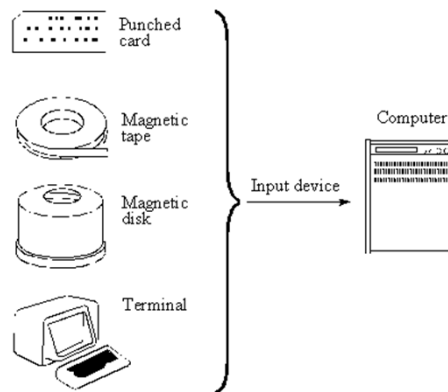 Punched
card
Magnetic
tape
Magnetic
disk
Terminal
Input device
Computer